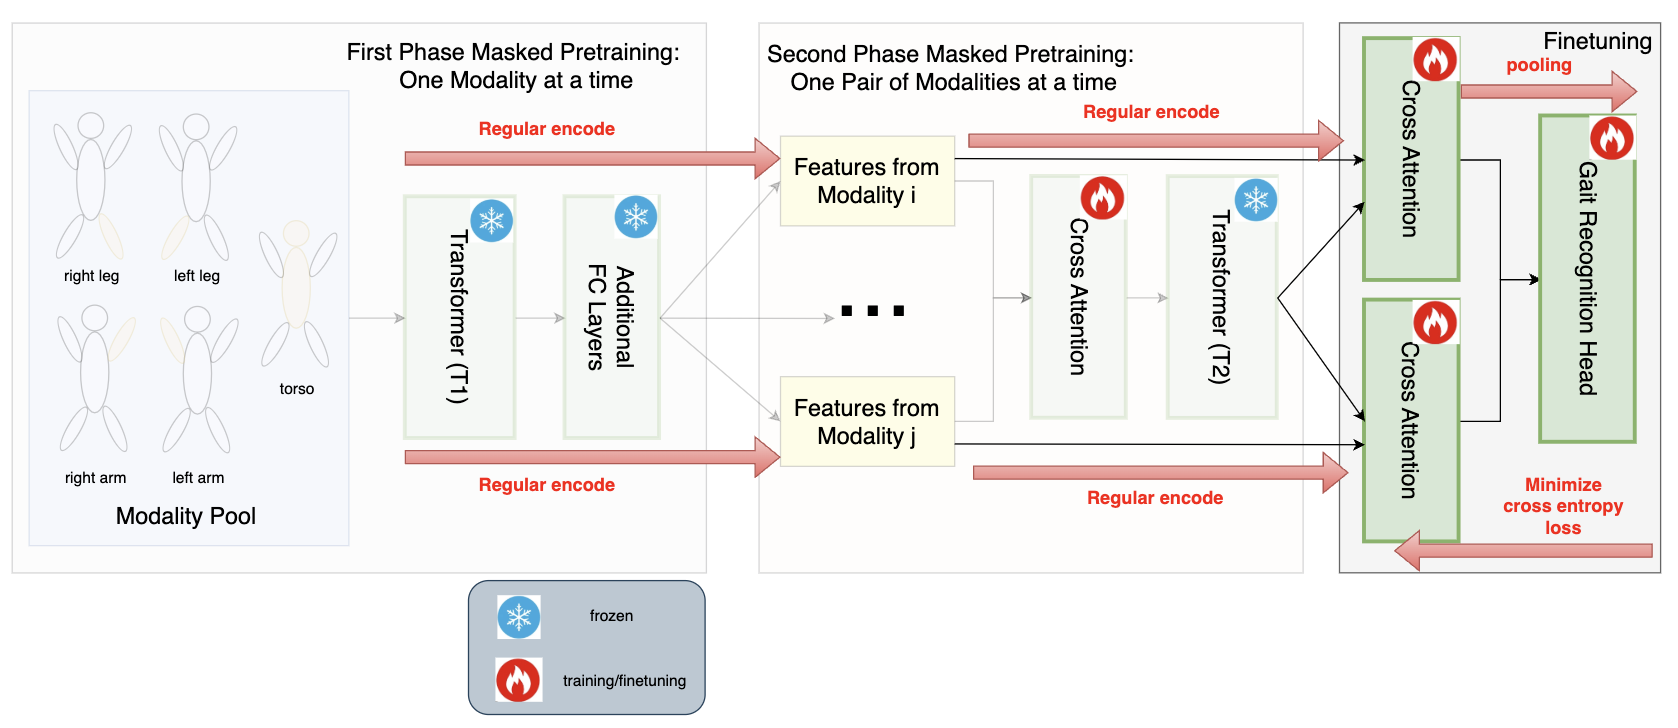 First Phase Masked Pretraining:
One Modality at a time
Regular encode
right leg
left leg
torso
right arm
left arm
Modality Pool
Transformer (T1)
Additional
FC Layers
Regular encode
Second Phase Masked Pretraining:
One Pair of Modalities at a time
Regular encode
Features from
Modality i
...
Features from
Modality j
Cross Attention
Transformer (T2)
Regular encode
Finetuning
pooling
Cross Attention
Cross Attention
Gait Recognition Head
Minimize
cross entropy
loss
frozen
training/finetuning